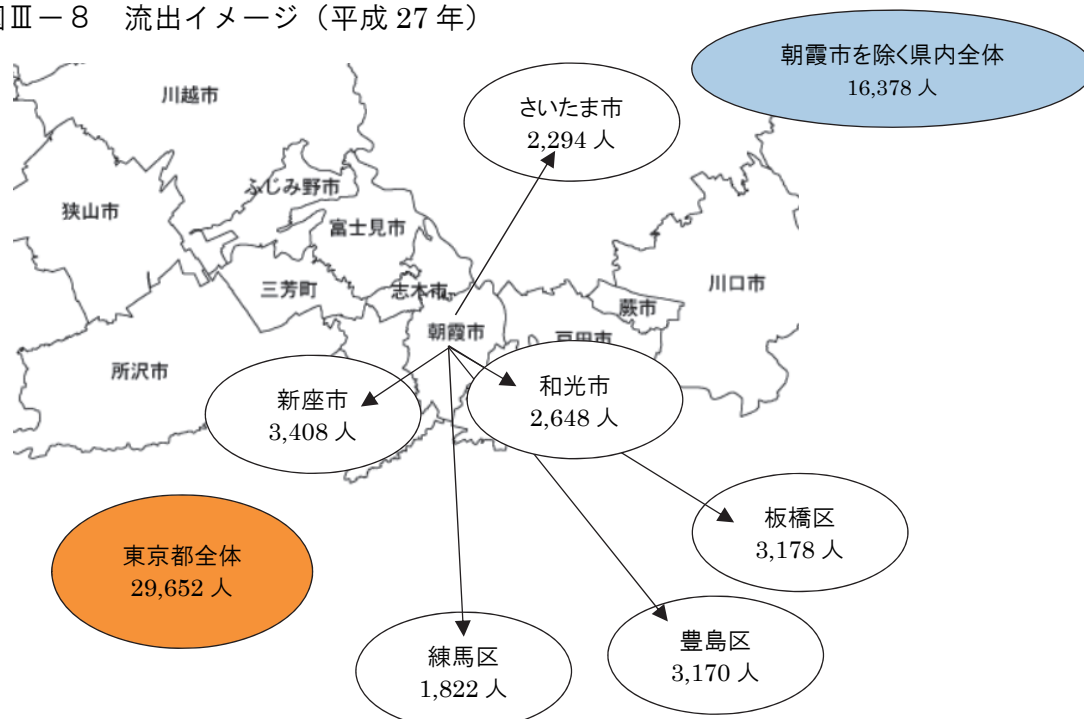 Ⅲ－８　流出イメージ（平成 27 年）
朝霞市を除く県内全体
16,378 人
川越市
さいたま市
2,294 人
ふじみ野市
狭山市
富士見市
三芳町
志木市
川口市
蕨市
朝霞市
戸田市
所沢市
新座市
3,408 人
和光市
2,648 人
板橋区
3,178 人
東京都全体
29,652 人
豊島区
3,170 人
練馬区
1,822 人